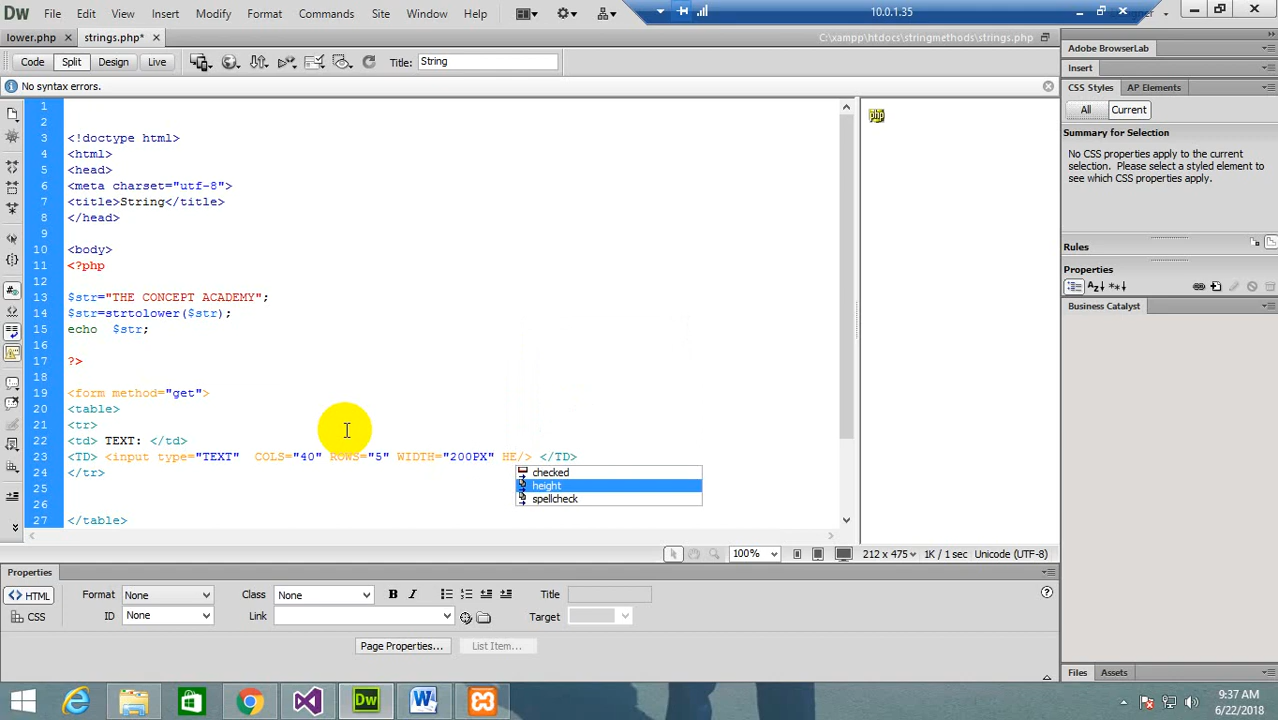 Dw File Edit View Insert Modify Format Commands Site Window Help
10.0.1.35
lower.php × strings.php* × C:\xampp\htdocs\stringmethods\strings.php
Code Split Design Live Title: String
No syntax errors.
Adobe BrowserLab
Insert
CSS Styles AP Elements
All Current
Summary for Selection
No CSS properties apply to the current
selection. Please select a styled element
to see which CSS properties apply.
Rules
Properties
Business Catalyst
Files Assets
php
1
2
3 <!doctype html>
4 <html>
5 <head>
6 <meta charset="utf-8">
7 <title>String</title>
8 </head>
9
10 <body>
11 <?php
12
13 $str="THE CONCEPT ACADEMY";
14 $str=strtolower($str);
15 echo  $str;
16
17 ?>
18
19 <form method="get">
20 <table>
21 <tr>
22 <td> TEXT: </td>
23 <TD> <input type="TEXT"  COLS="40" ROWS="5" WIDTH="200PX" HE/> </TD>
24 </tr>
25
26
27 </table>
checked
height
spellcheck
100% 212 x 475 1K / 1 sec Unicode (UTF-8)
Properties
<> HTML Format None Class None B I Title
CSS ID None Link Target
Page Properties... List Item...
9:37 AM
6/22/2018